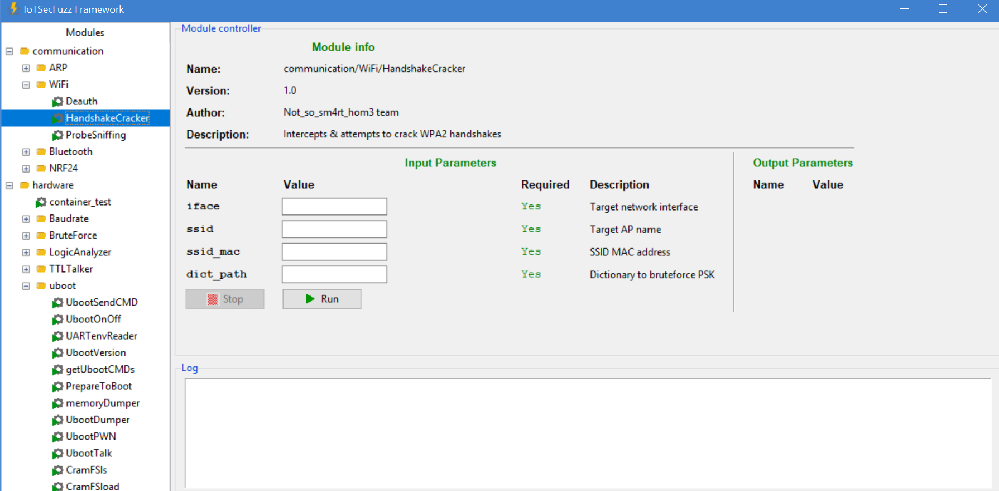 IoTSecFuzz Framework
Modules
communication
ARP
WiFi
Deauth
HandshakeCracker
ProbeSniffing
Bluetooth
NRF24
hardware
container_test
Baudrate
BruteForce
LogicAnalyzer
TTLTalker
uboot
UbootSendCMD
UbootOnOff
UARTenvReader
UbootVersion
getUbootCMDs
PrepareToBoot
memoryDumper
UbootDumper
UbootPWN
UbootTalk
CramFSls
CramFSload
Module controller
Module info
Name: communication/WiFi/HandshakeCracker
Version: 1.0
Author: Not_so_sm4rt_hom3 team
Description: Intercepts & attempts to crack WPA2 handshakes
Input Parameters
Name Value Required Description
iface Yes Target network interface
ssid Yes Target AP name
ssid_mac Yes SSID MAC address
dict_path Yes Dictionary to bruteforce PSK
Stop Run
Output Parameters
Name Value
Log